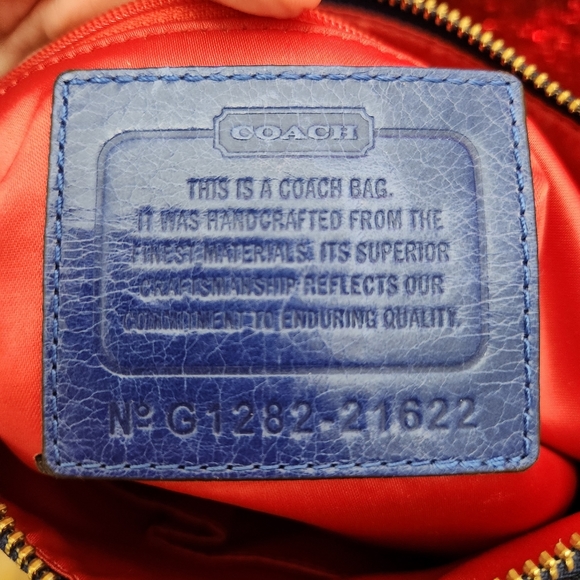 COACH
THIS IS A COACH BAG.
IT WAS HANDCRAFTED FROM THE
FINEST MATERIALS. ITS SUPERIOR
CRAFTSMANSHIP REFLECTS OUR
COMMITMENT TO ENDURING QUALITY.
Nº G1282-21622